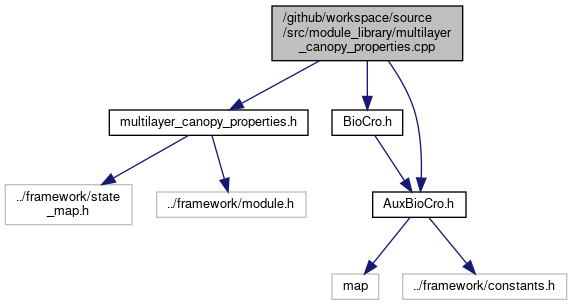 /github/workspace/source
/src/module_library/multilayer
_canopy_properties.cpp
multilayer_canopy_properties.h
BioCro.h
../framework/state
_map.h
../framework/module.h
AuxBioCro.h
map
../framework/constants.h